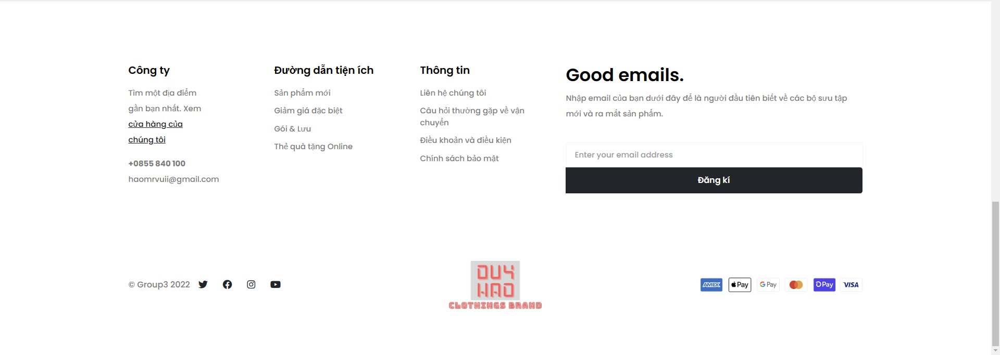 Công ty
Tìm một địa điểm
gần bạn nhất. Xem
cửa hàng của
chúng tôi
+0855 840 100
haomrvuii@gmail.com
Đường dẫn tiện ích
Sản phẩm mới
Giảm giá đặc biệt
Gói & Lưu
Thẻ quà tặng Online
Thông tin
Liên hệ chúng tôi
Câu hỏi thường gặp về vận
chuyển
Điều khoản và điều kiện
Chính sách bảo mật
Good emails.
Nhập email của bạn dưới đây để là người đầu tiên biết về các bộ sưu tập
mới và ra mắt sản phẩm.
Enter your email address
Đăng kí
© Group3 2022
DUY
HAO
CLOTHINGS BRAND
AMEX
Pay
G Pay
Pay
VISA